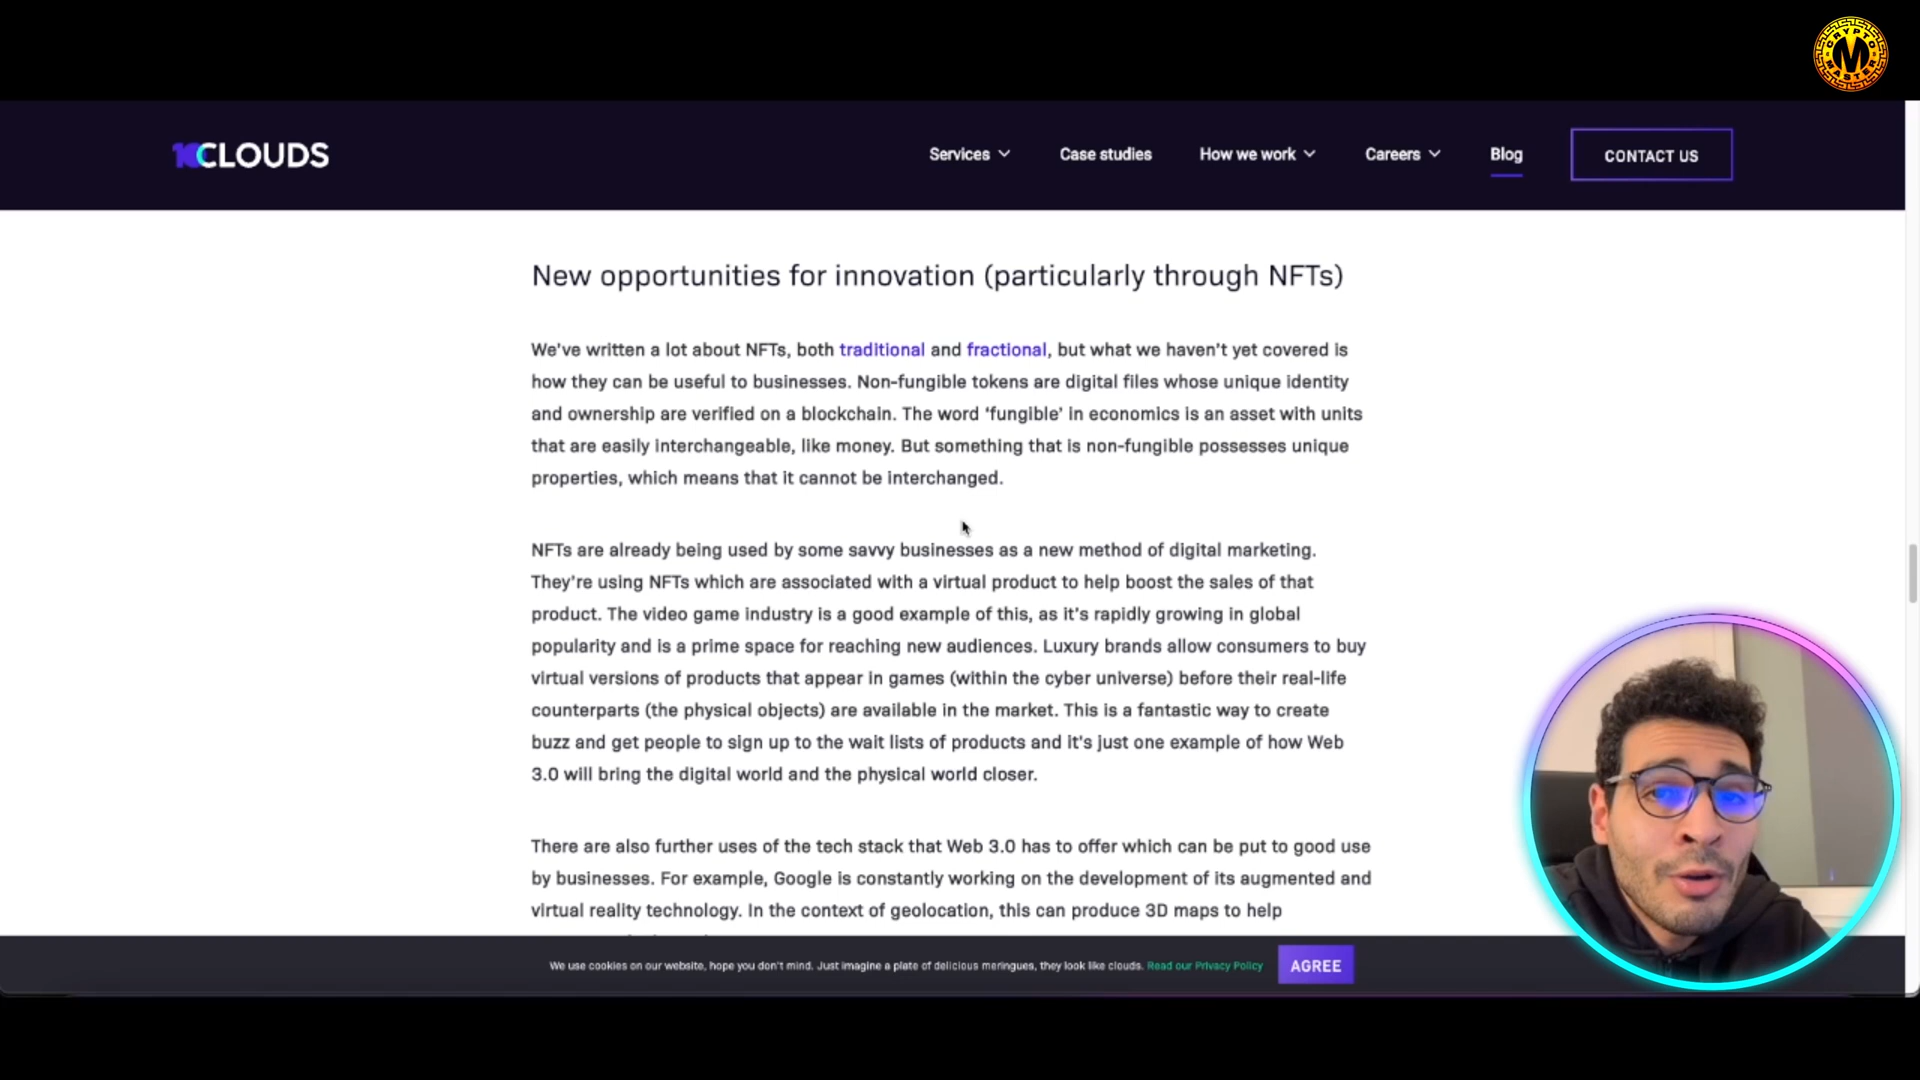 CRYPTO
M
MASTER
10CLOUDS
Services
Case studies
How we work
Careers
Blog
CONTACT US
New opportunities for innovation (particularly through NFTs)
We've written a lot about NFTs, both traditional and fractional, but what we haven't yet covered is
how they can be useful to businesses. Non-fungible tokens are digital files whose unique identity
and ownership are verified on a blockchain. The word ‘fungible’ in economics is an asset with units
that are easily interchangeable, like money. But something that is non-fungible possesses unique
properties, which means that it cannot be interchanged.
NFTs are already being used by some savvy businesses as a new method of digital marketing.
They're using NFTs which are associated with a virtual product to help boost the sales of that
product. The video game industry is a good example of this, as it's rapidly growing in global
popularity and is a prime space for reaching new audiences. Luxury brands allow consumers to buy
virtual versions of products that appear in games (within the cyber universe) before their real-life
counterparts (the physical objects) are available in the market. This is a fantastic way to create
buzz and get people to sign up to the wait lists of products and it's just one example of how Web
3.0 will bring the digital world and the physical world closer.
There are also further uses of the tech stack that Web 3.0 has to offer which can be put to good use
by businesses. For example, Google is constantly working on the development of its augmented and
virtual reality technology. In the context of geolocation, this can produce 3D maps to help
We use cookies on our website, hope you don't mind. Just imagine a plate of delicious meringues, they look like clouds. Read our Privacy Policy
AGREE